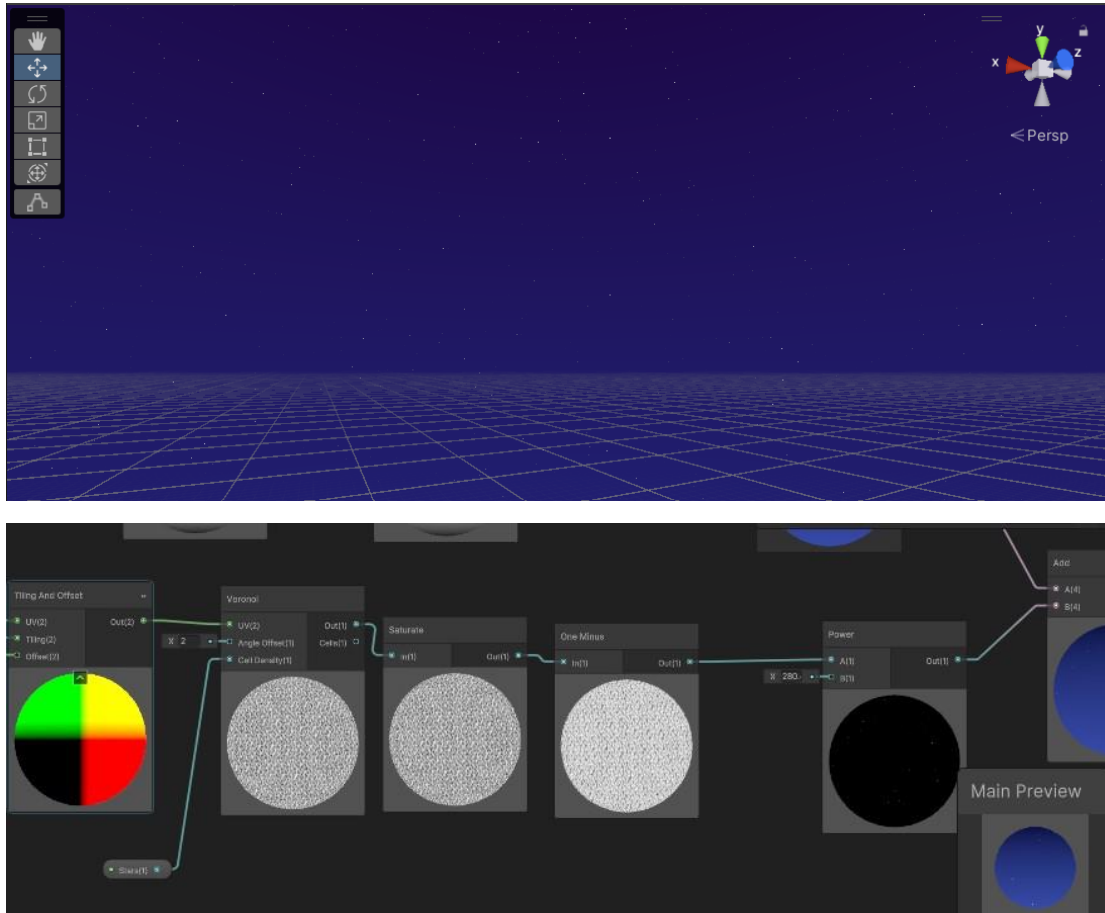 y
x
z
Persp
Tiling And Offset
UV(2)
Out(2)
Tiling(2)
Offset(2)
Voronoi
UV(2)
Out(1)
X 2
Angle Offset(1)
Cells(1)
Cell Density(1)
Saturate
In(1)
Out(1)
One Minus
In(1)
Out(1)
Power
A(1)
Out(1)
X 280.
B(1)
Add
A(4)
B(4)
Main Preview
Stars(1)